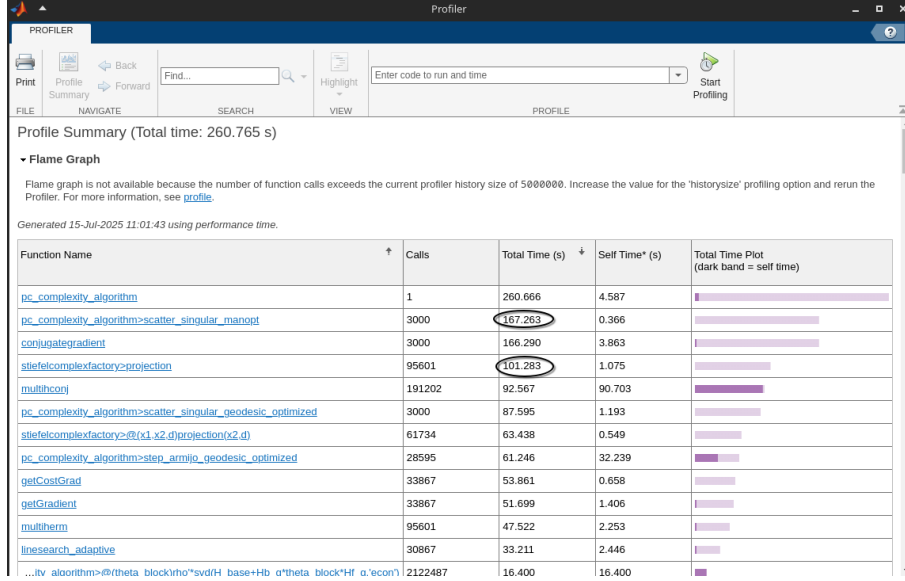 Profiler
PROFILER
?
Print
Profile
Summary
Back
Forward
Find...
Highlight
Enter code to run and time
Start
Profiling
FILE NAVIGATE SEARCH VIEW PROFILE
Profile Summary (Total time: 260.765 s)
Flame Graph
Flame graph is not available because the number of function calls exceeds the current profiler history size of 5000000. Increase the value for the 'historysize' profiling option and rerun the
Profiler. For more information, see profile.
Generated 15-Jul-2025 11:01:43 using performance time.
Function Name Calls Total Time (s) Self Time* (s) Total Time Plot
(dark band = self time)
pc_complexity_algorithm 1 260.666 4.587
pc_complexity_algorithm>scatter_singular_manopt 3000 167.263 0.366
conjugategradient 3000 166.290 3.863
stiefelcomplexfactory>projection 95601 101.283 1.075
multihconj 191202 92.567 90.703
pc_complexity_algorithm>scatter_singular_geodesic_optimized 3000 87.595 1.193
stiefelcomplexfactory>@(x1,x2,d)projection(x2,d) 61734 63.438 0.549
pc_complexity_algorithm>step_armijo_geodesic_optimized 28595 61.246 32.239
getCostGrad 33867 53.861 0.658
getGradient 33867 51.699 1.406
multiherm 95601 47.522 2.253
linesearch_adaptive 30867 33.211 2.446
...ity_algorithm>@(theta_block)rho'*svd(H_base+Hb_q*theta_block*Hf_q,'econ') 2122487 16.400 16.400